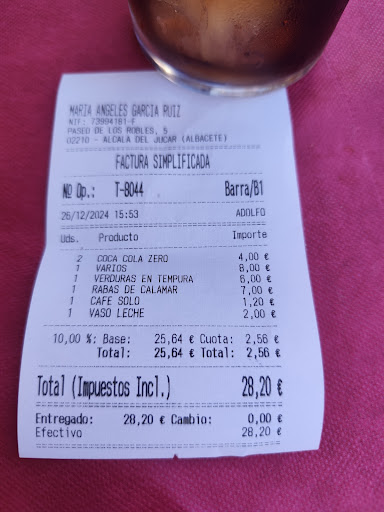 MARIA ANGELES GARCIA RUIZ
NIF: 73994181-F
PASEO DE LOS ROBLES, 5
02210 - ALCALA DEL JUCAR (ALBACETE)
FACTURA SIMPLIFICADA
Nº Op.: T-8044 Barra/B1
26/12/2024 15:53 ADOLFO
Uds. Producto Importe
2 COCA COLA ZERO 4,00 €
1 VARIOS 8,00 €
1 VERDURAS EN TEMPURA 6,00 €
1 RABAS DE CALAMAR 7,00 €
1 CAFE SOLO 1,20 €
1 VASO LECHE 2,00 €
10,00 %: Base: 25,64 € Cuota: 2,56 €
Total: 25,64 € Total: 2,56 €
Total (Impuestos Incl.) 28,20 €
Entregado: 28,20 € Cambio: 0,00 €
Efectivo 28,20 €